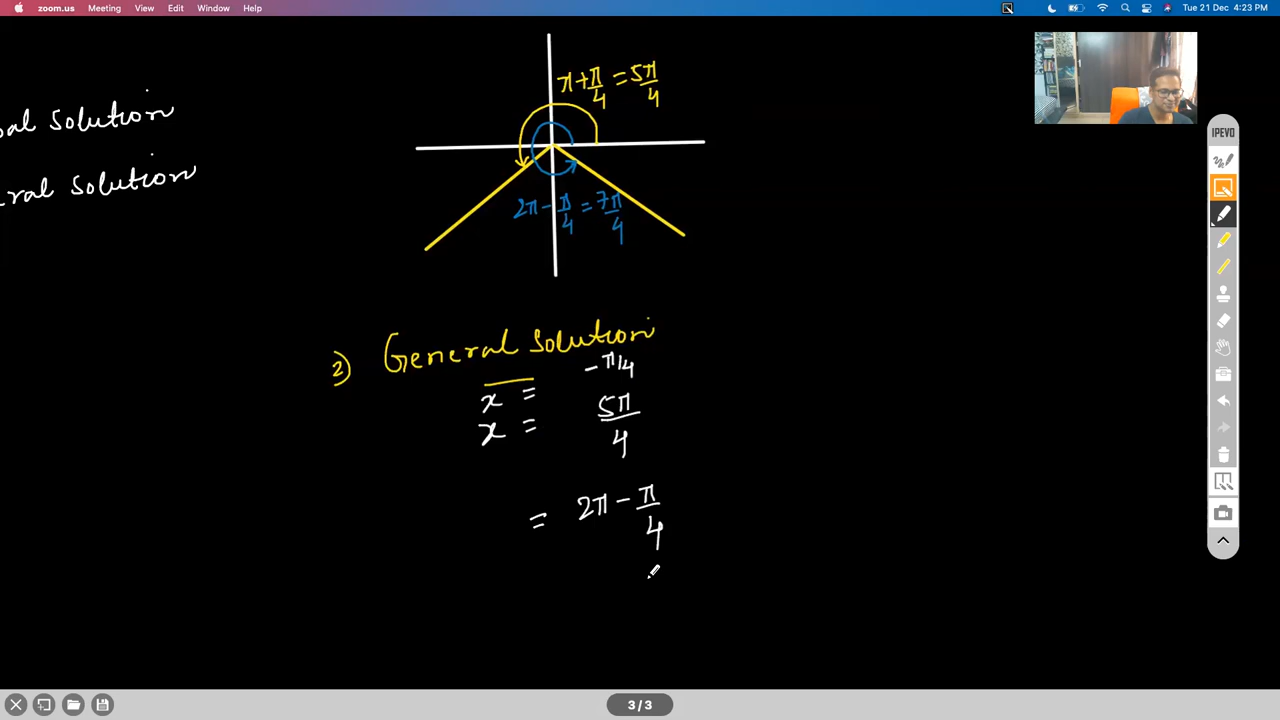 zoom.us Meeting View Edit Window Help Tue 21 Dec 4:23 PM
π+π/4 = 5π/4
al Solution
ral Solution
2π-π/4 = 7π/4
IPEVO
2) General Solution
x = -π/4
x = 5π/4
= 2π - π/4
3/3